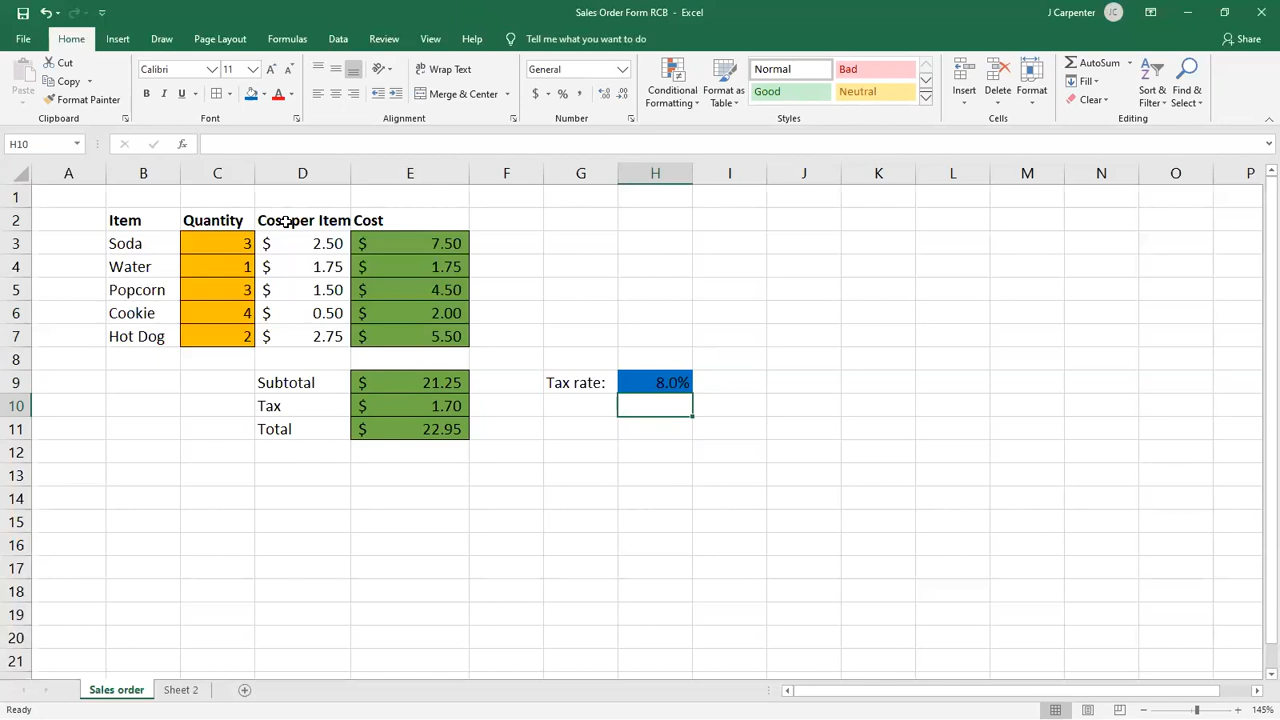 Sales Order Form RCB - Excel
J Carpenter JC
File Home Insert Draw Page Layout Formulas Data Review View Help Tell me what you want to do Share
Paste Cut Copy Format Painter Clipboard
Calibri 11 A A B I U A Font
ab Wrap Text Merge & Center Alignment
General $ % , Number
Conditional Formatting Format as Table Normal Bad Good Neutral Styles
Insert Delete Format Cells
AutoSum Fill Clear Sort & Filter Find & Select Editing
H10 fx
A B C D E F G H I J K L M N O P
1
2 Item Quantity Cost per Item Cost
3 Soda 3 $ 2.50 $ 7.50
4 Water 1 $ 1.75 $ 1.75
5 Popcorn 3 $ 1.50 $ 4.50
6 Cookie 4 $ 0.50 $ 2.00
7 Hot Dog 2 $ 2.75 $ 5.50
8
9 Subtotal $ 21.25 Tax rate: 8.0%
10 Tax $ 1.70
11 Total $ 22.95
12
13
14
15
16
17
18
19
20
21
Sales order Sheet 2
Ready 145%